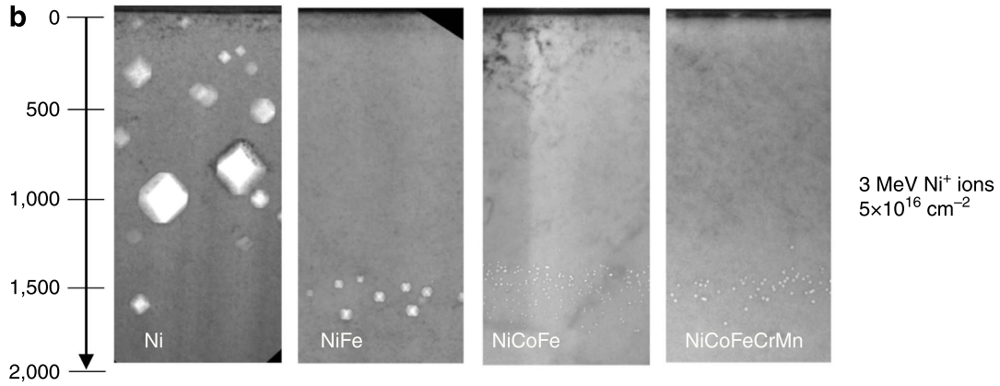 b
0
500
1,000
1,500
2,000
Ni
NiFe
NiCoFe
NiCoFeCrMn
3 MeV Ni⁺ ions
5×10¹⁶ cm⁻²